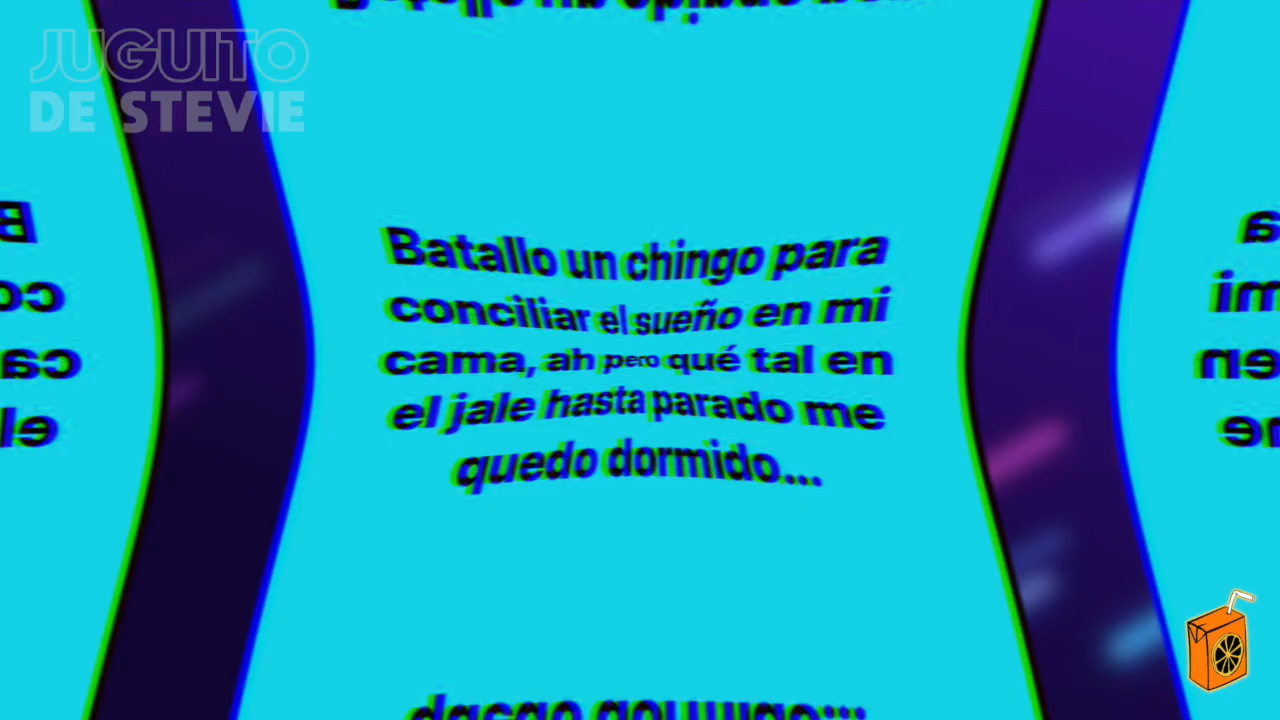 JUGUITO
DE STEVIE
Batallo un chingo para
conciliar el sueño en mi
cama, ah pero qué tal en
el jale hasta parado me
quedo dormido....